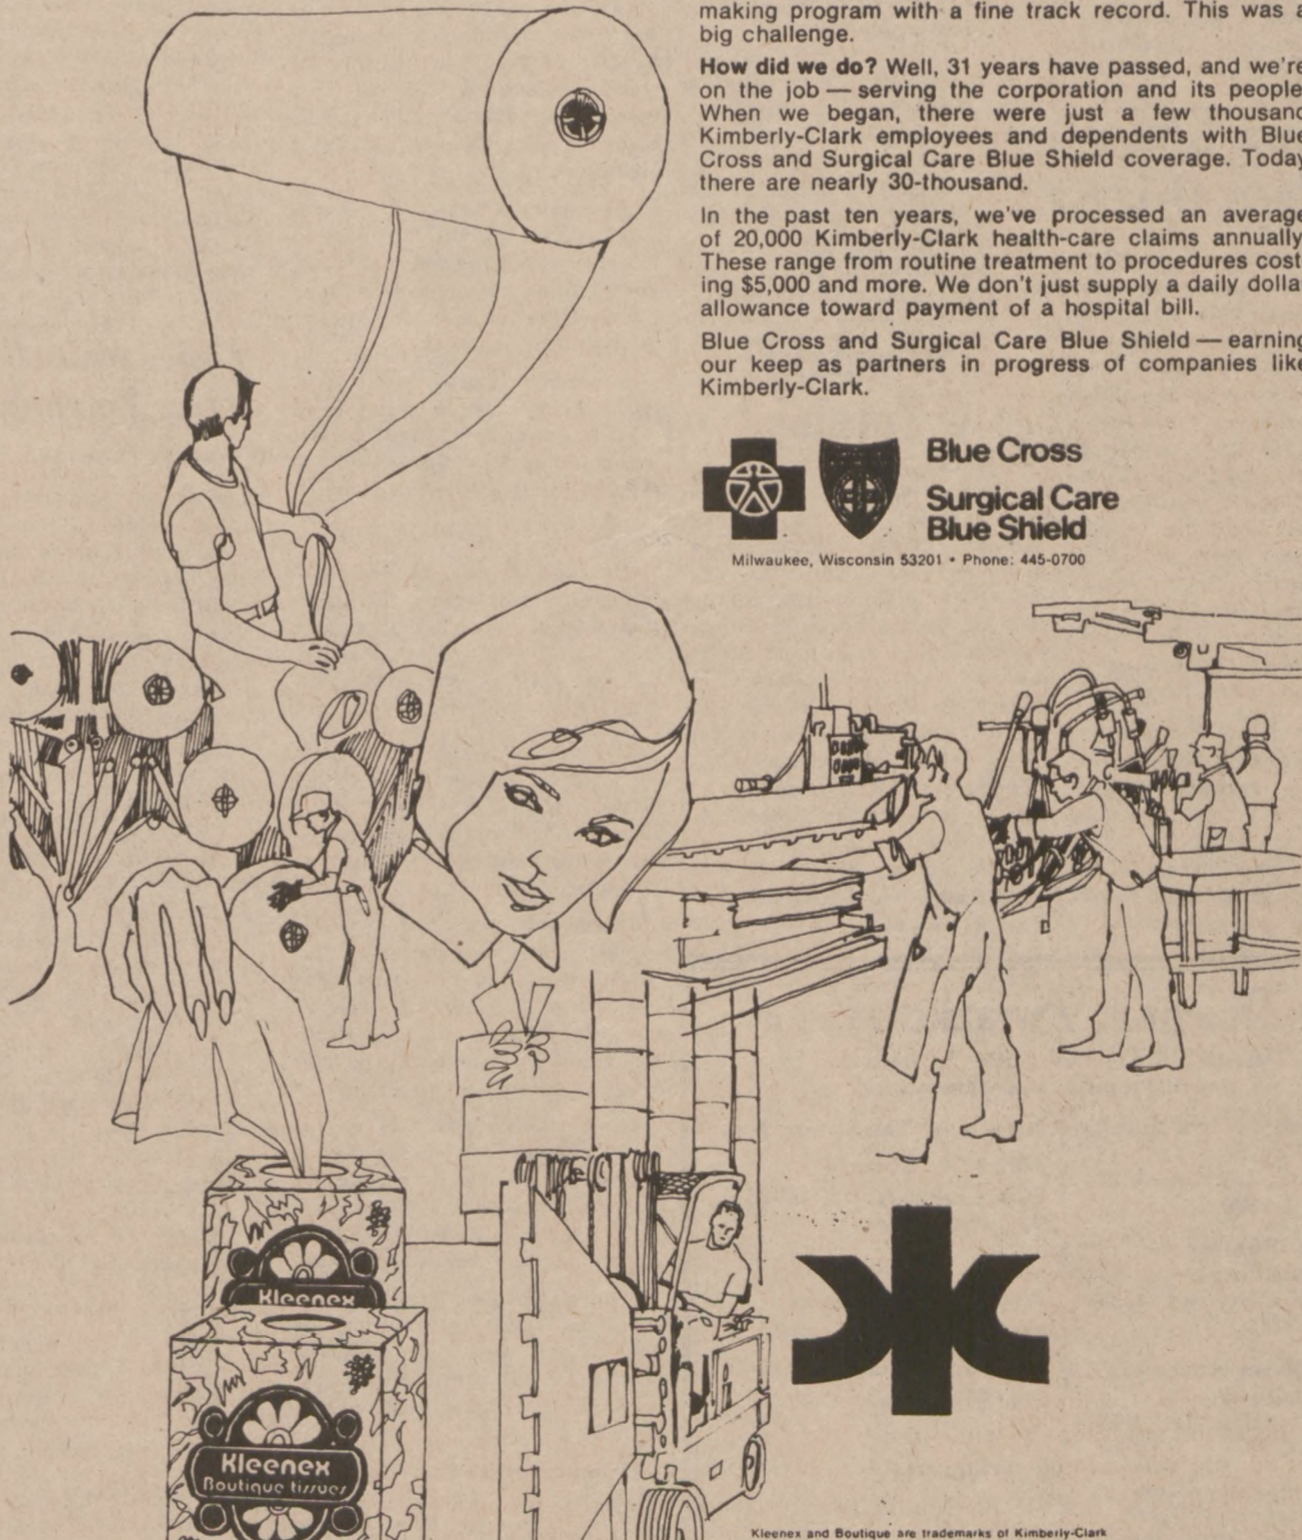 making program with a fine track record. This was a
big challenge.
How did we do? Well, 31 years have passed, and we're
on the job — serving the corporation and its people
When we began, there were just a few thousand
Kimberly-Clark employees and dependents with Blue
Cross and Surgical Care Blue Shield coverage. Today
there are nearly 30-thousand.
In the past ten years, we've processed an average
of 20,000 Kimberly-Clark health-care claims annually
These range from routine treatment to procedures cost
ing $5,000 and more. We don't just supply a daily dolla
allowance toward payment of a hospital bill.
Blue Cross and Surgical Care Blue Shield — earning
our keep as partners in progress of companies like
Kimberly-Clark.
Blue Cross
Surgical Care
Blue Shield
Milwaukee, Wisconsin 53201 • Phone: 445-0700
Kleenex
Kleenex
Boutique tissues
Kleenex and Boutique are trademarks of Kimberly-Clark